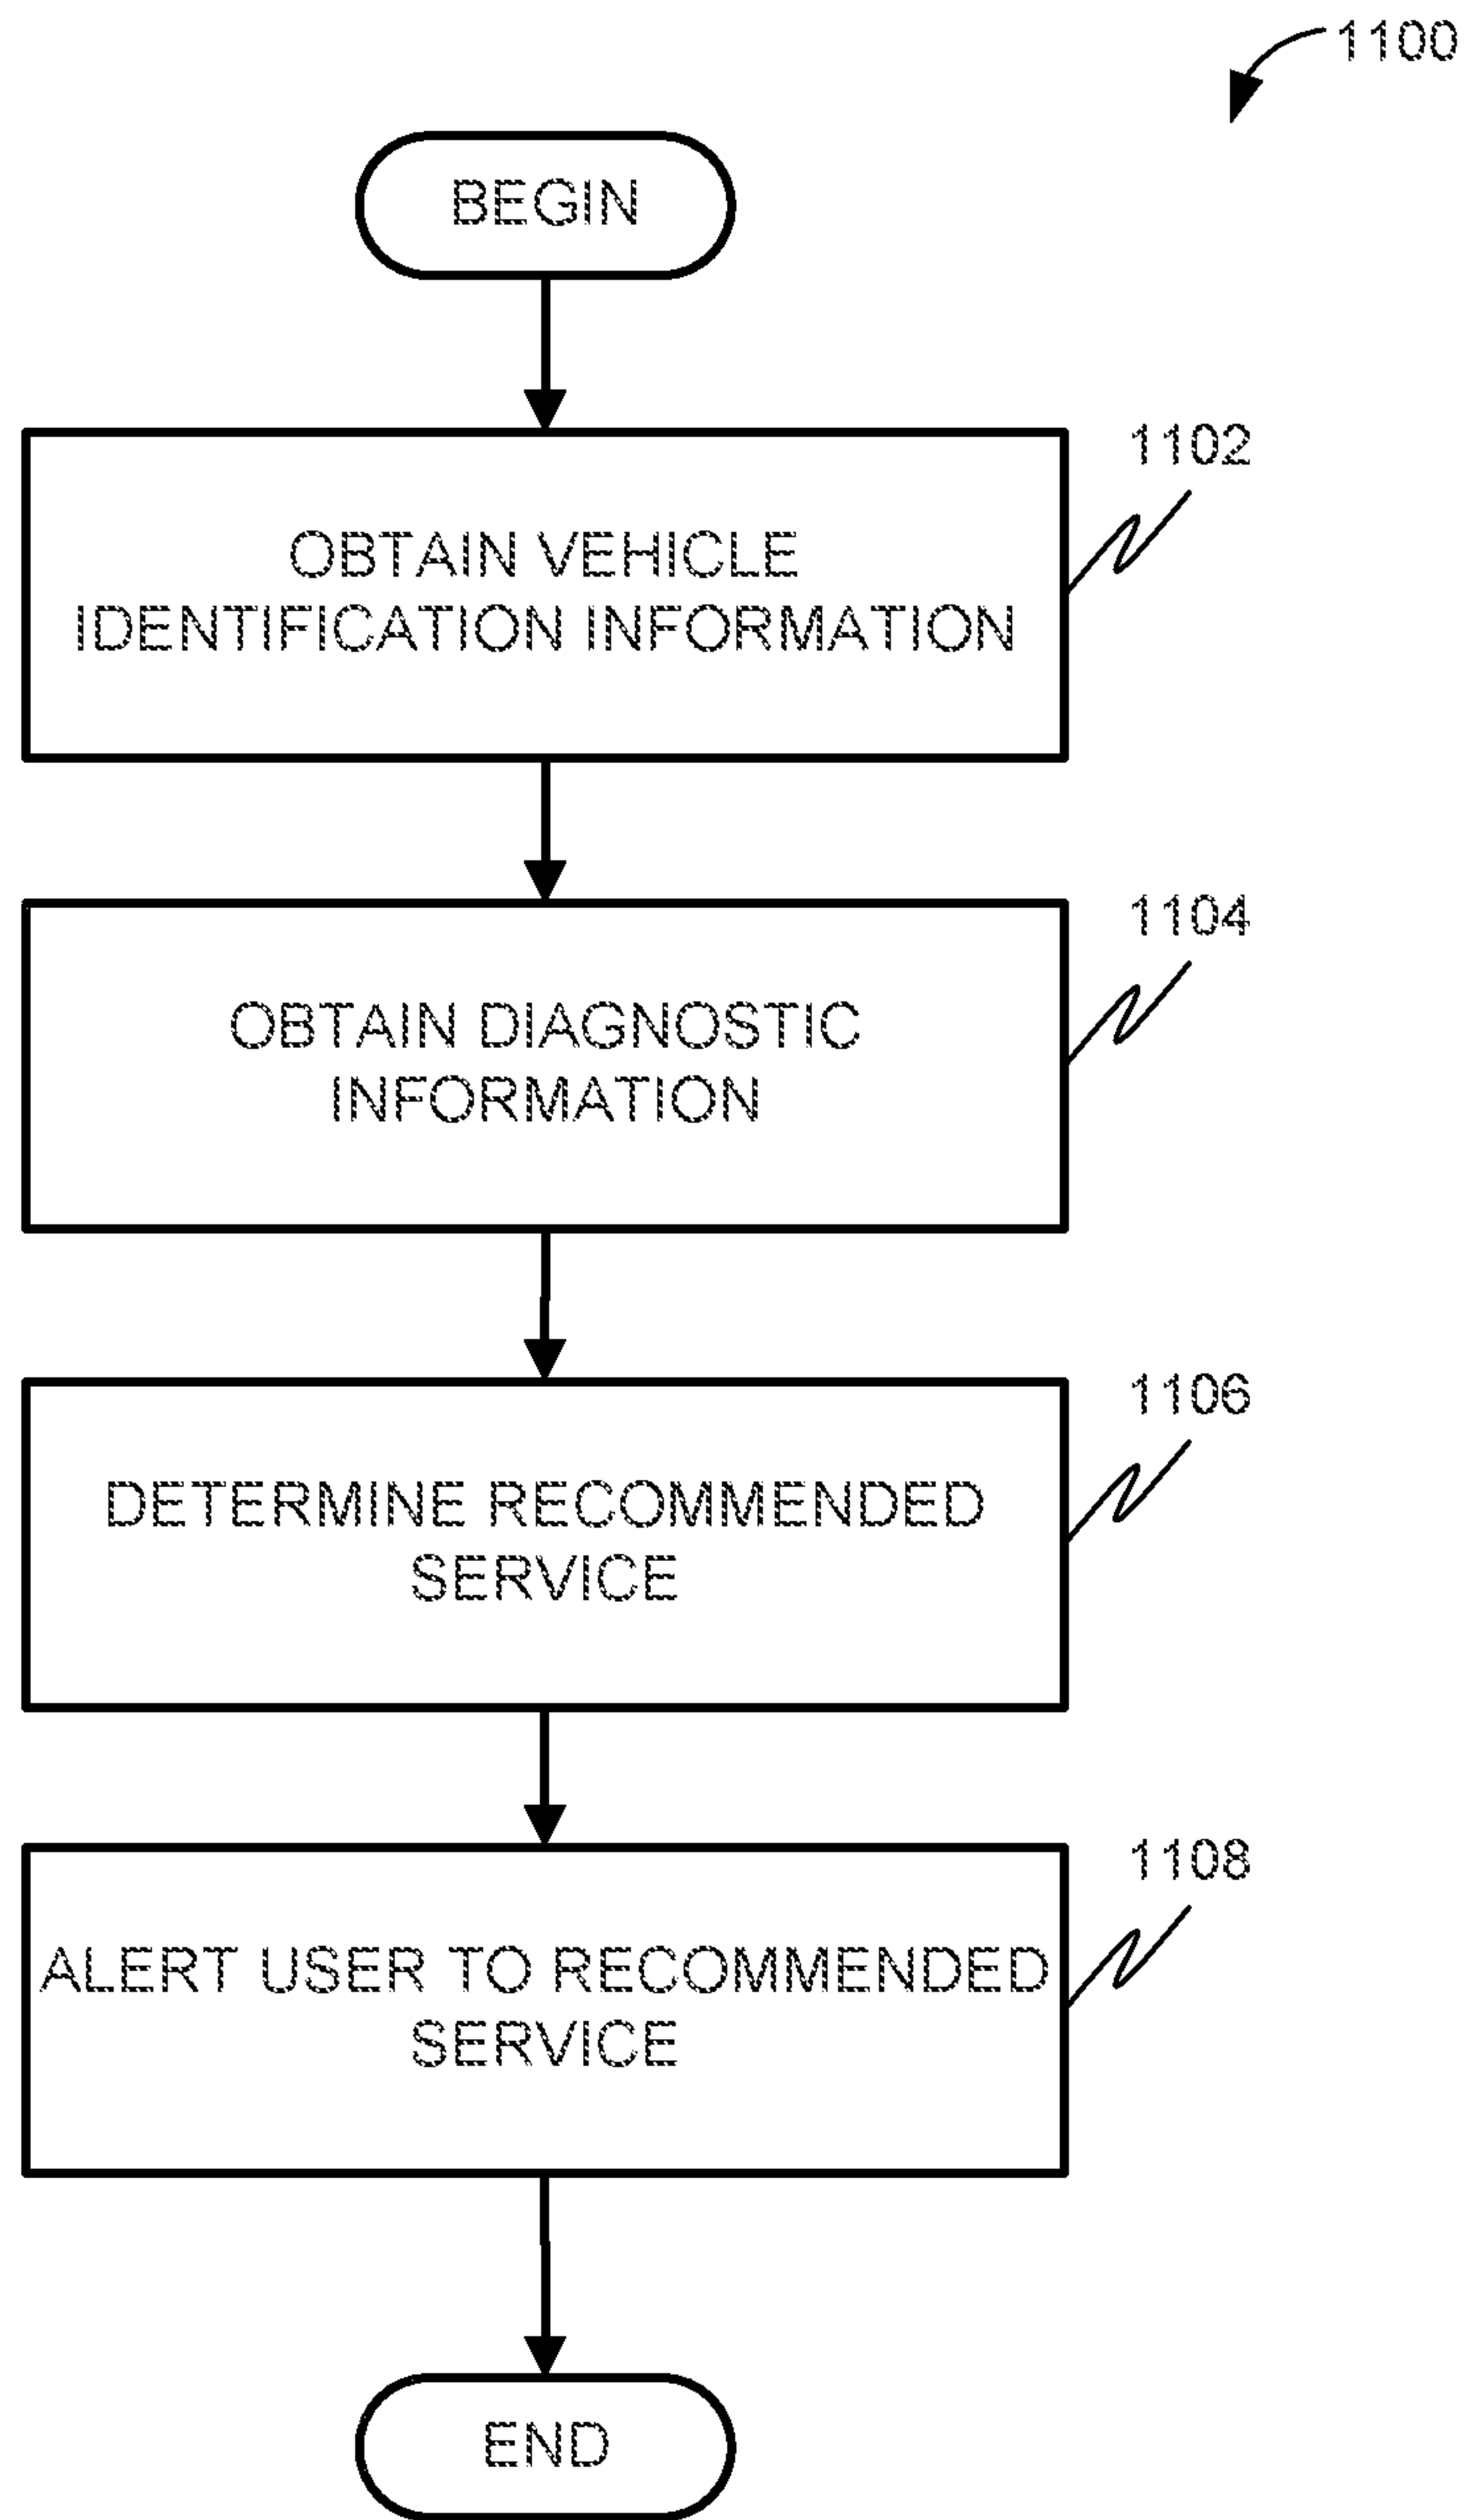 1100
BEGIN
1102
OBTAIN VEHICLE
IDENTIFICATION INFORMATION
1104
OBTAIN DIAGNOSTIC
INFORMATION
1106
DETERMINE RECOMMENDED
SERVICE
1108
ALERT USER TO RECOMMENDED
SERVICE
END